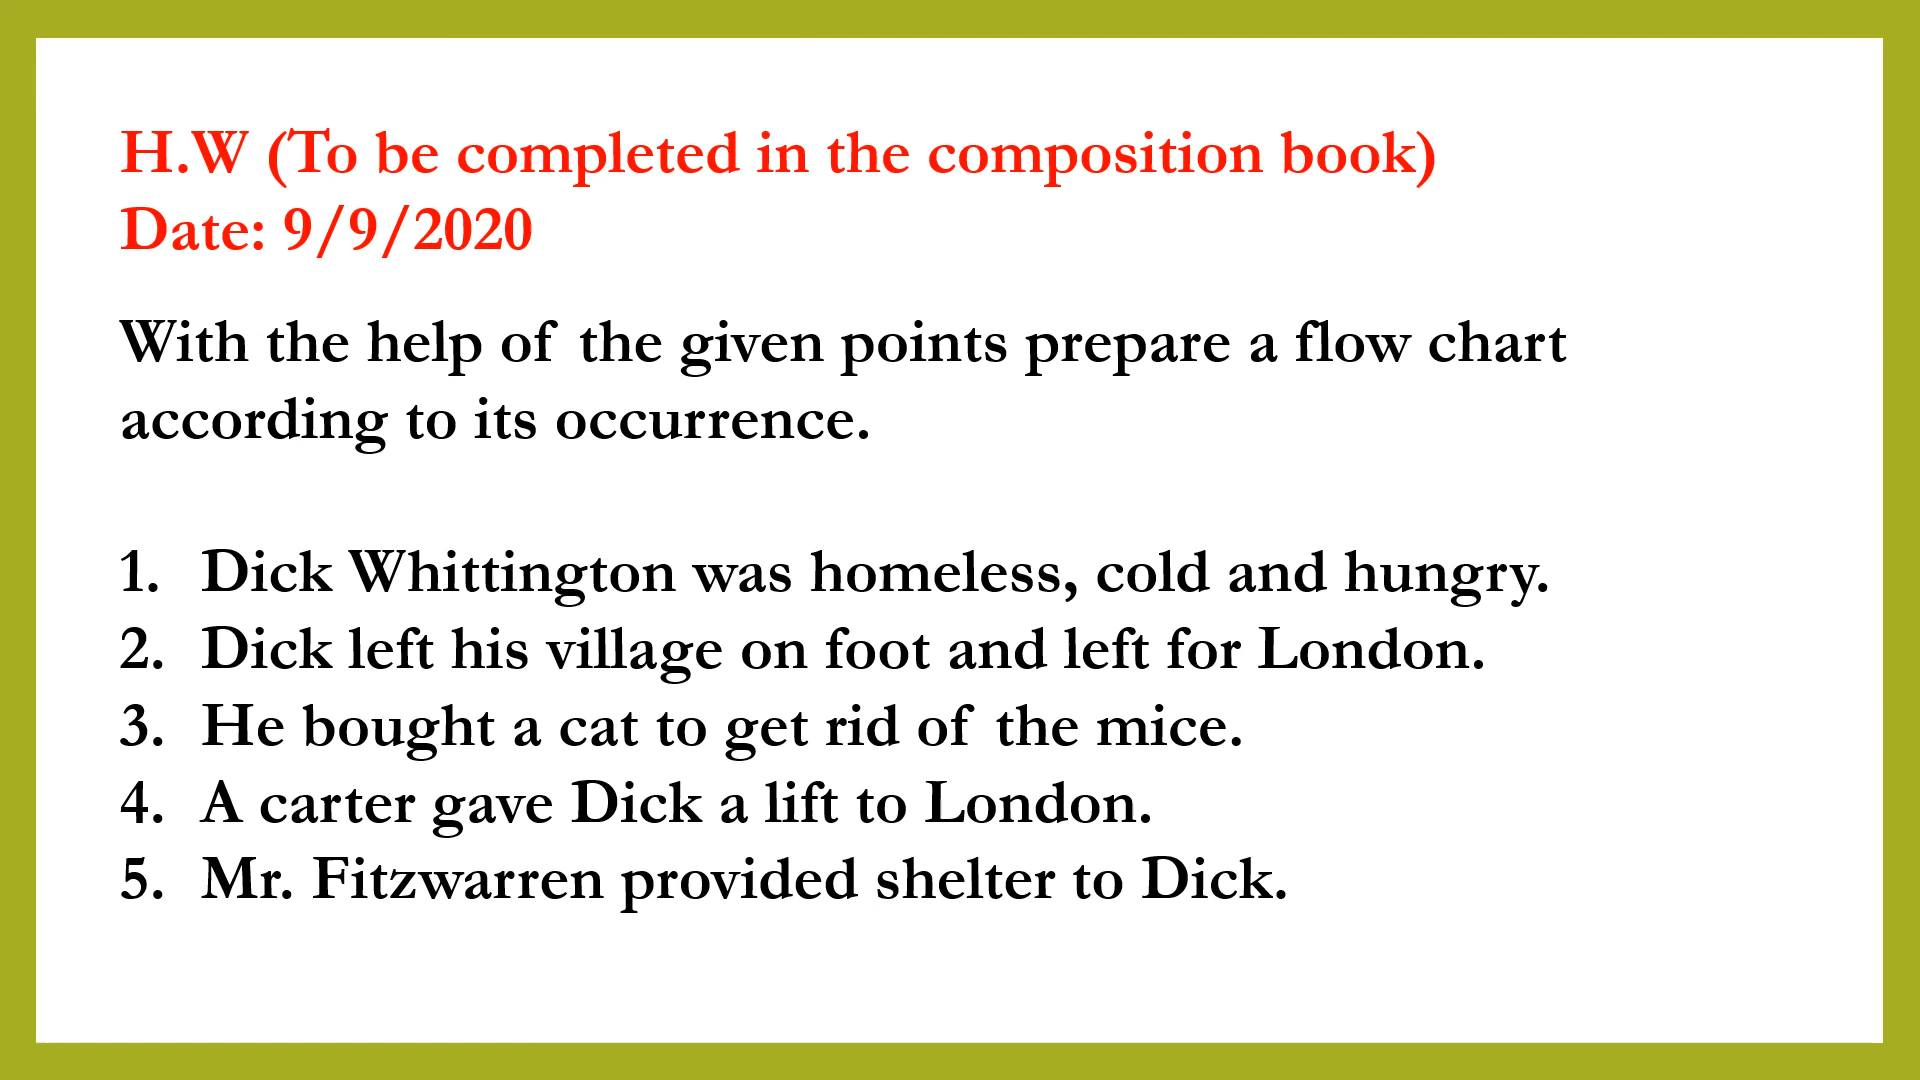 H.W (To be completed in the composition book)
Date: 9/9/2020
With the help of the given points prepare a flow chart
according to its occurrence.
1. Dick Whittington was homeless, cold and hungry.
2. Dick left his village on foot and left for London.
3. He bought a cat to get rid of the mice.
4. A carter gave Dick a lift to London.
5. Mr. Fitzwarren provided shelter to Dick.